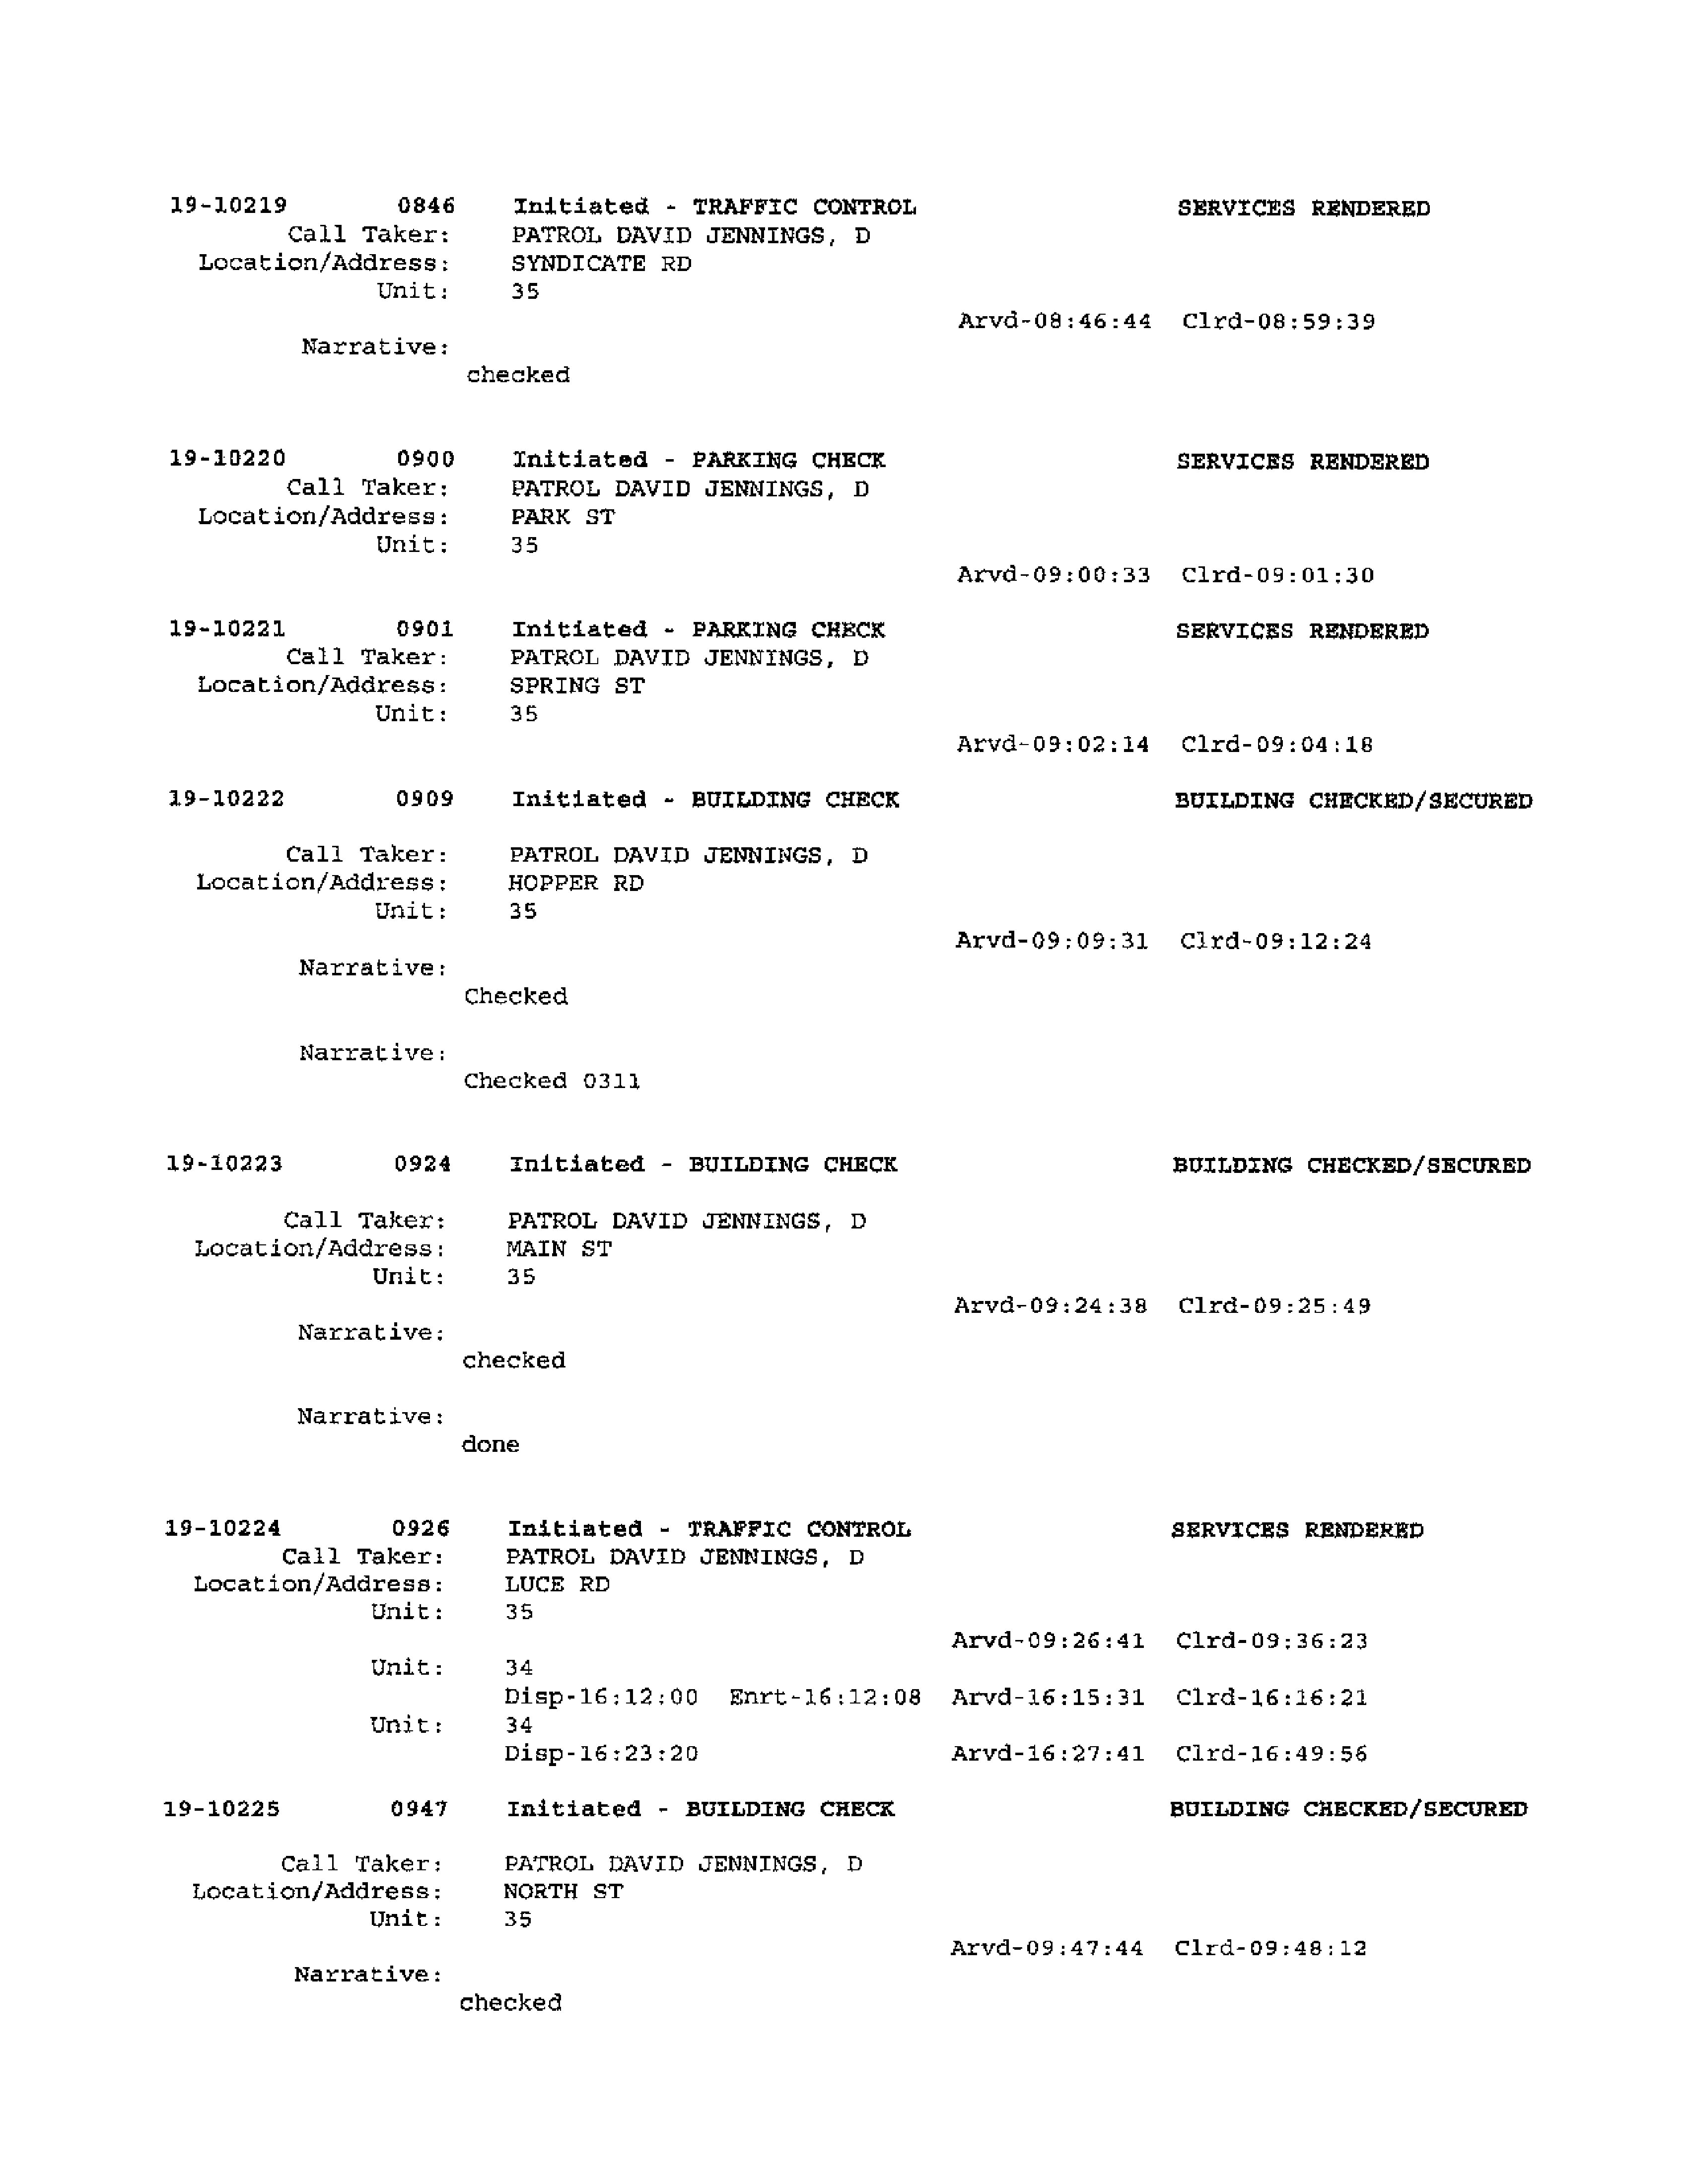 19-10219 0846 Initiated - TRAFFIC CONTROL SERVICES RENDERED
Call Taker: PATROL DAVID JENNINGS, D
Location/Address: SYNDICATE RD
Unit: 35
Arvd-08:46:44 Clrd-08:59:39
Narrative:
checked
19-10220 0900 Initiated - PARKING CHECK SERVICES RENDERED
Call Taker: PATROL DAVID JENNINGS, D
Location/Address: PARK ST
Unit: 35
Arvd-09:00:33 Clrd-09:01:30
19-10221 0901 Initiated - PARKING CHECK SERVICES RENDERED
Call Taker: PATROL DAVID JENNINGS, D
Location/Address: SPRING ST
Unit: 35
Arvd-09:02:14 Clrd-09:04:18
19-10222 0909 Initiated - BUILDING CHECK BUILDING CHECKED/SECURED
Call Taker: PATROL DAVID JENNINGS, D
Location/Address: HOPPER RD
Unit: 35
Arvd-09:09:31 Clrd-09:12:24
Narrative:
Checked
Narrative:
Checked 0311
19-10223 0924 Initiated - BUILDING CHECK BUILDING CHECKED/SECURED
Call Taker: PATROL DAVID JENNINGS, D
Location/Address: MAIN ST
Unit: 35
Arvd-09:24:38 Clrd-09:25:49
Narrative:
checked
Narrative:
done
19-10224 0926 Initiated - TRAFFIC CONTROL SERVICES RENDERED
Call Taker: PATROL DAVID JENNINGS, D
Location/Address: LUCE RD
Unit: 35
Arvd-09:26:41 Clrd-09:36:23
Unit: 34
Disp-16:12:00 Enrt-16:12:08 Arvd-16:15:31 Clrd-16:16:21
Unit: 34
Disp-16:23:20 Arvd-16:27:41 Clrd-16:49:56
19-10225 0947 Initiated - BUILDING CHECK BUILDING CHECKED/SECURED
Call Taker: PATROL DAVID JENNINGS, D
Location/Address: NORTH ST
Unit: 35
Arvd-09:47:44 Clrd-09:48:12
Narrative:
checked